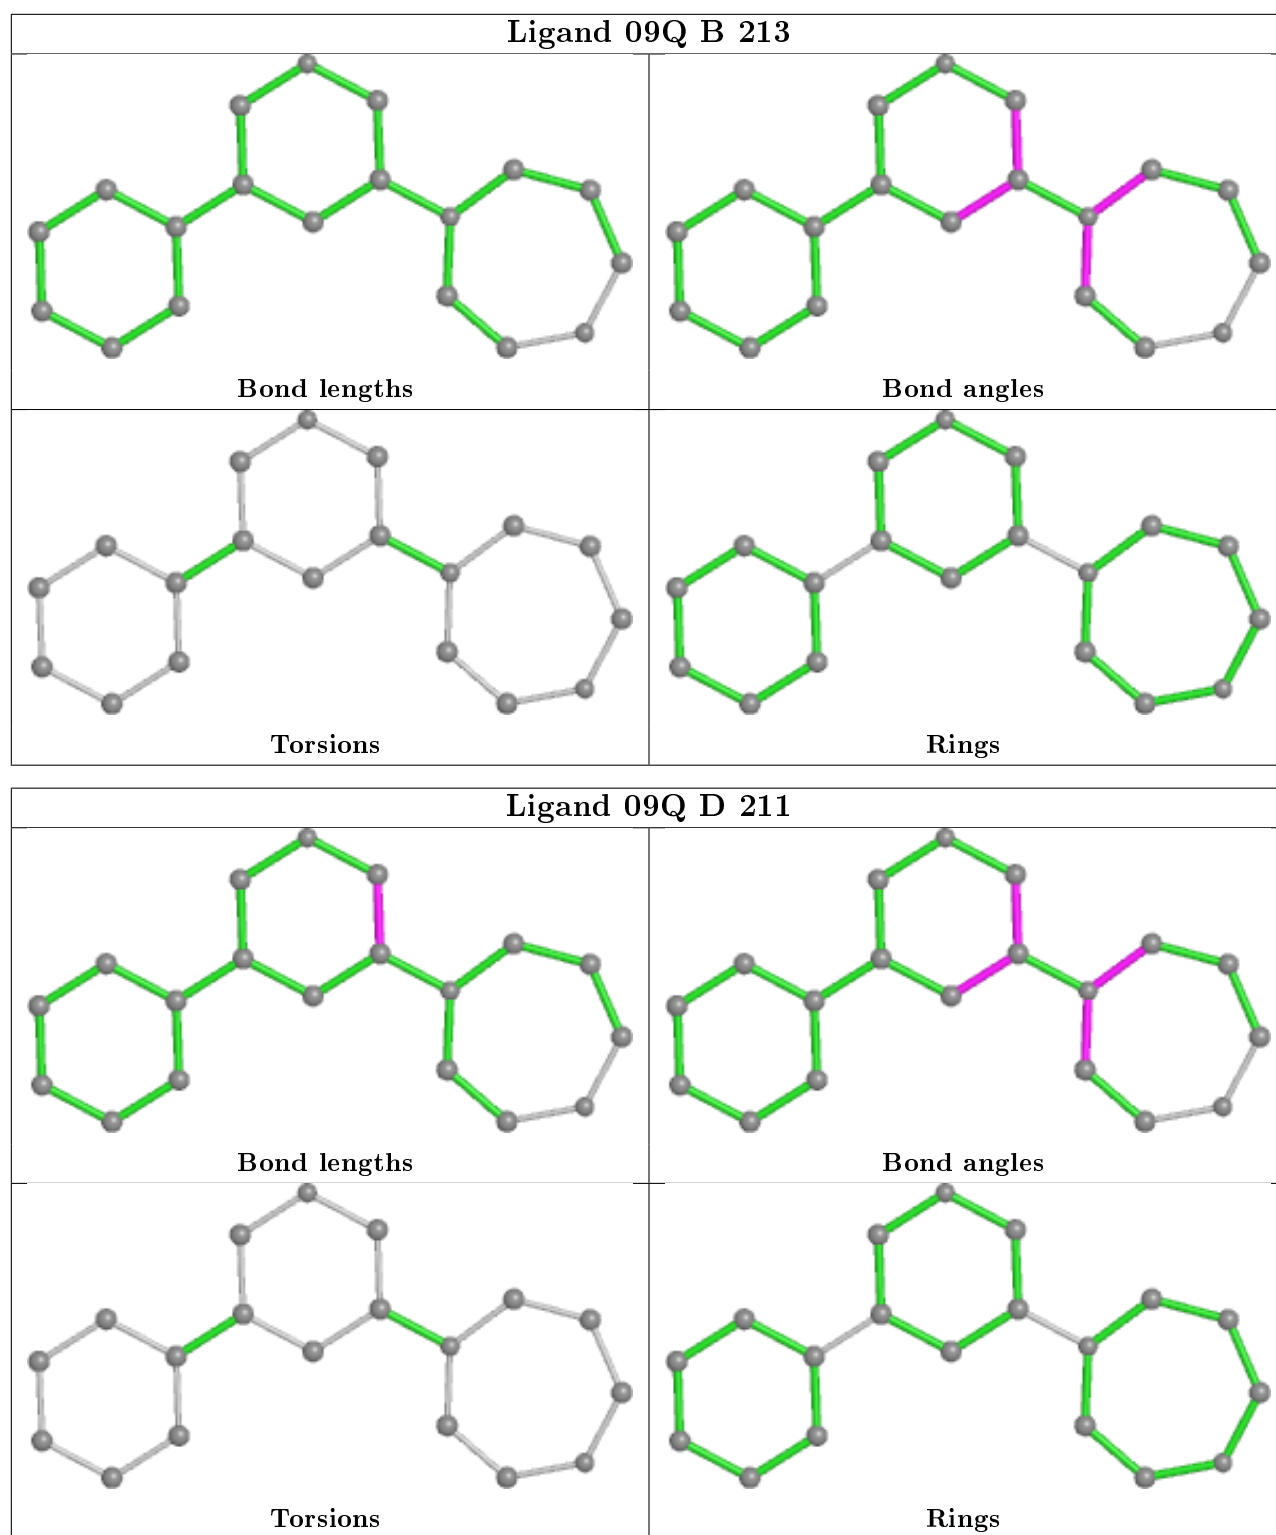 Ligand 09Q B 213
Bond lengths
Bond angles
Torsions
Rings
Ligand 09Q D 211
Bond lengths
Bond angles
Torsions
Rings